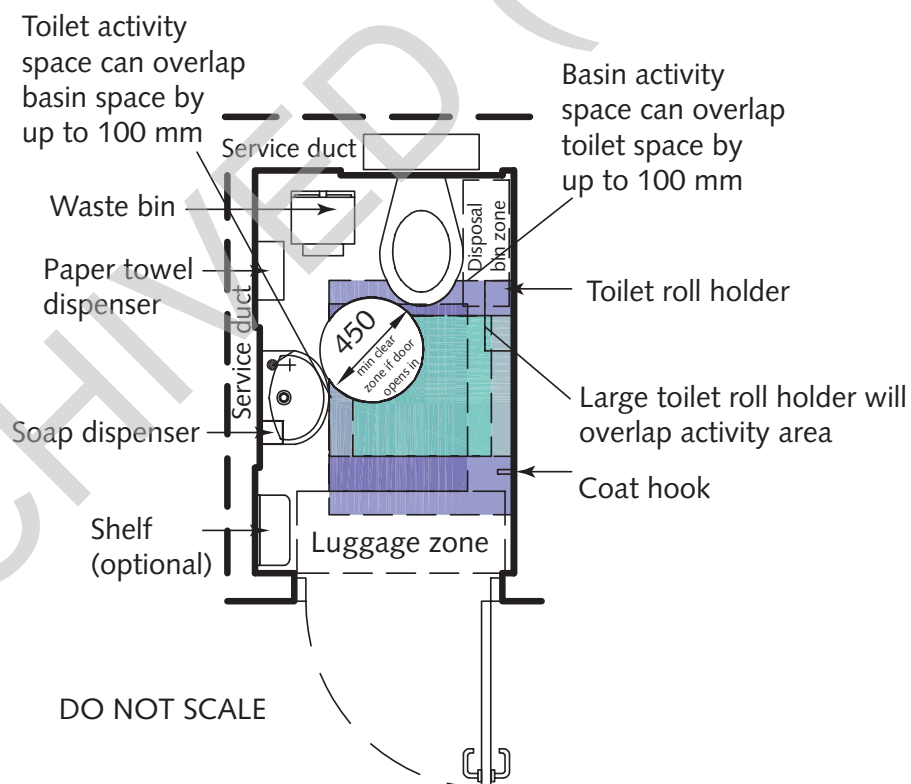 Toilet activity
space can overlap
basin space by
up to 100 mm
Basin activity
space can overlap
toilet space by
up to 100 mm
Service duct
Waste bin
Disposal
bin zone
Paper towel
dispenser
Toilet roll holder
Service duct
450
min clear
zone if door
opens in
Large toilet roll holder will
overlap activity area
Soap dispenser
Coat hook
Shelf
(optional)
Luggage zone
DO NOT SCALE
CHIVED (